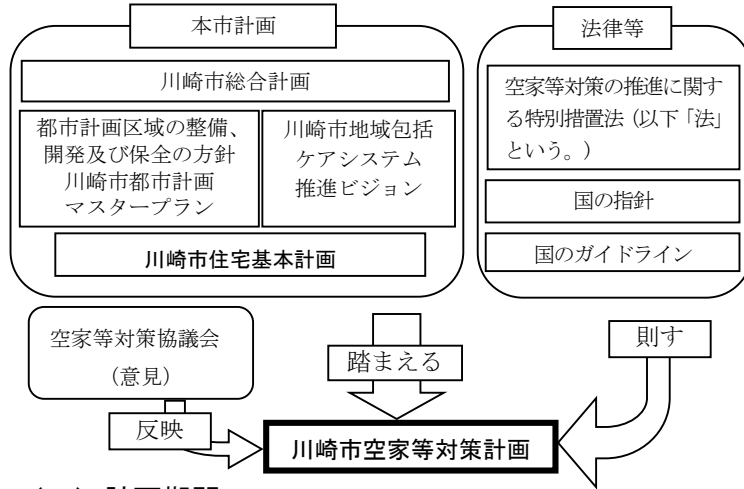 本市計画
川崎市総合計画
都市計画区域の整備、
開発及び保全の方針
川崎市都市計画
マスタープラン
川崎市地域包括
ケアシステム
推進ビジョン
川崎市住宅基本計画
法律等
空家等対策の推進に関す
る特別措置法（以下「法」
という。）
国の指針
国のガイドライン
空家等対策協議会
（意見）
反映
踏まえる
則す
川崎市空家等対策計画